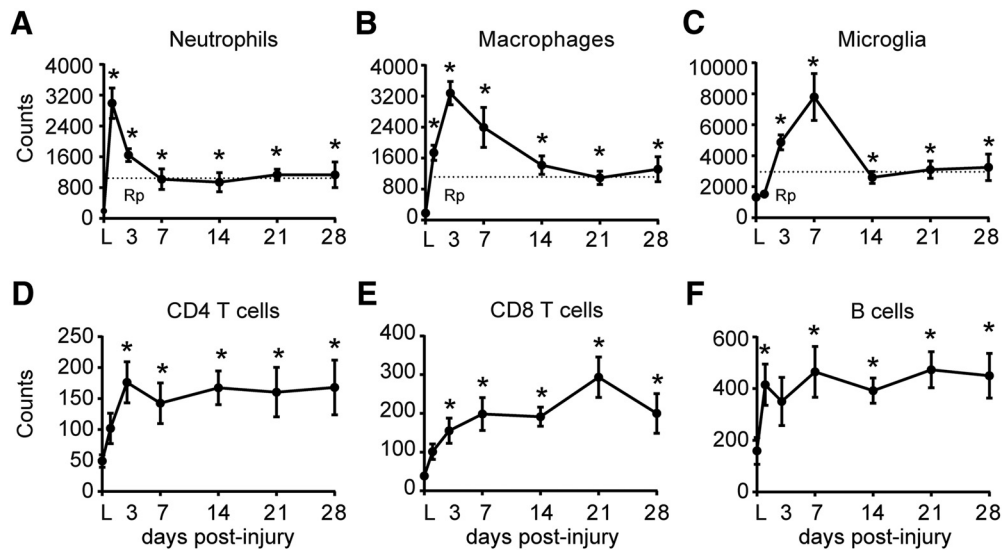 A
Neutrophils
Counts
4000
3200
2400
1600
800
0
*
*
*
*
*
*
Rp
L 3 7 14 21 28
B
Macrophages
4000
3000
2000
1000
0
*
*
*
*
*
*
Rp
L 3 7 14 21 28
C
Microglia
10000
8000
6000
4000
2000
0
*
*
*
*
*
Rp
L 3 7 14 21 28
D
CD4 T cells
Counts
250
200
150
100
50
0
*
*
*
*
*
L 3 7 14 21 28
days post-injury
E
CD8 T cells
400
300
200
100
0
*
*
*
*
*
L 3 7 14 21 28
days post-injury
F
B cells
600
400
200
0
*
*
*
*
*
L 3 7 14 21 28
days post-injury